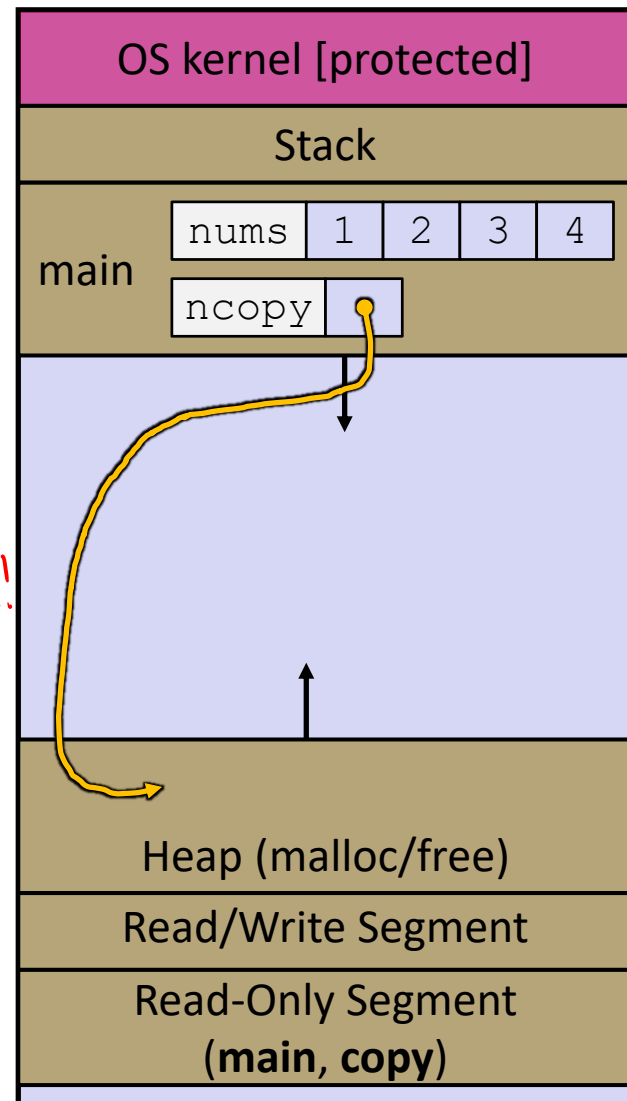 OS kernel [protected]
Stack
nums 1 2 3 4
main
ncopy
Heap (malloc/free)
Read/Write Segment
Read-Only Segment
(main, copy)